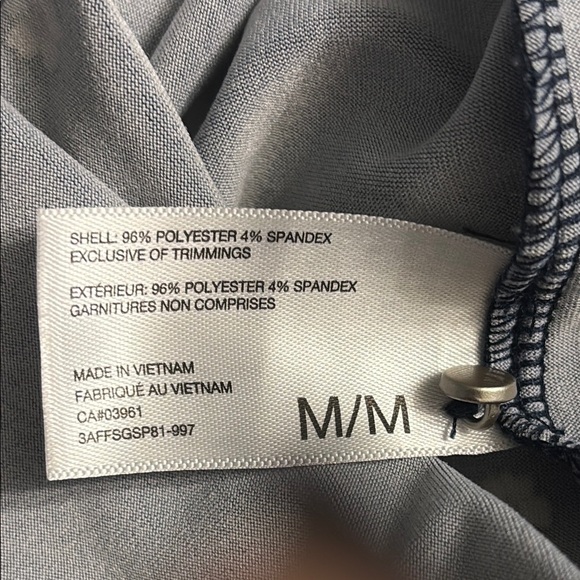 SHELL: 96% POLYESTER 4% SPANDEX
EXCLUSIVE OF TRIMMINGS
EXTÉRIEUR: 96% POLYESTER 4% SPANDEX
GARNITURES NON COMPRISES
MADE IN VIETNAM
FABRIQUÉ AU VIETNAM
CA#03961
3AFFSGSP81-997
M/M